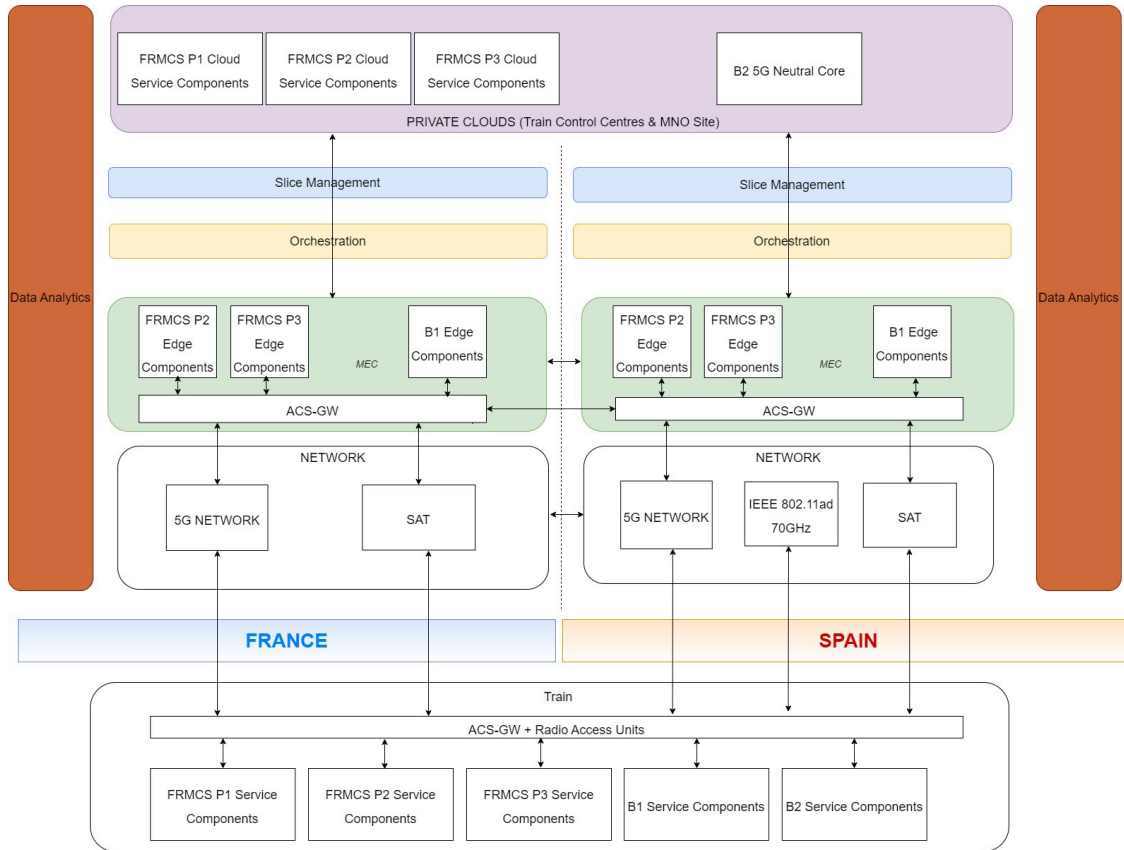 FRMCS P1 Cloud
Service Components
FRMCS P2 Cloud
Service Components
FRMCS P3 Cloud
Service Components
B2 5G Neutral Core
PRIVATE CLOUDS (Train Control Centres & MNO Site)
Slice Management
Slice Management
Orchestration
Orchestration
Data Analytics
Data Analytics
FRMCS P2
Edge
Components
FRMCS P3
Edge
Components
MEC
B1 Edge
Components
ACS-GW
FRMCS P2
Edge
Components
FRMCS P3
Edge
Components
MEC
B1 Edge
Components
ACS-GW
NETWORK
5G NETWORK
SAT
NETWORK
5G NETWORK
IEEE 802.11ad
70GHz
SAT
FRANCE
SPAIN
Train
ACS-GW + Radio Access Units
FRMCS P1 Service
Components
FRMCS P2 Service
Components
FRMCS P3 Service
Components
B1 Service Components
B2 Service Components